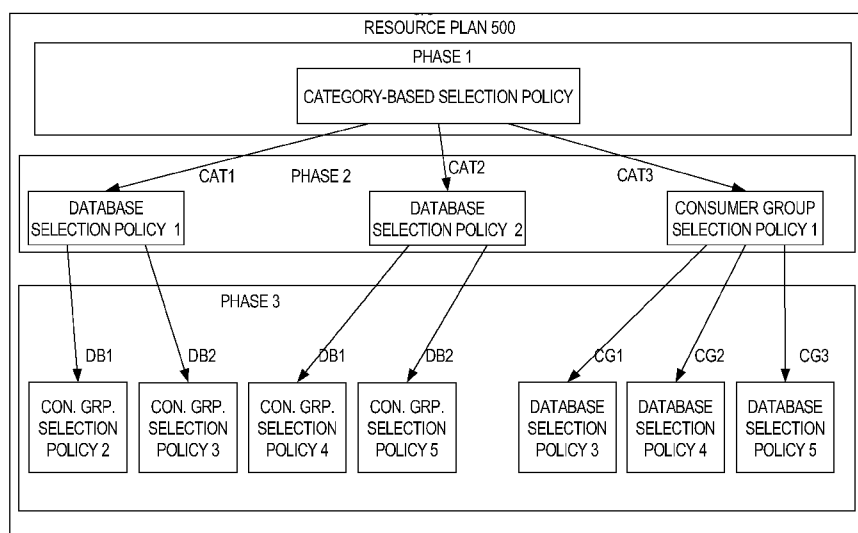 RESOURCE PLAN 500
PHASE 1
CATEGORY-BASED SELECTION POLICY
PHASE 2
CAT1
CAT2
CAT3
DATABASE
SELECTION POLICY 1
DATABASE
SELECTION POLICY 2
CONSUMER GROUP
SELECTION POLICY 1
PHASE 3
DB1
DB2
DB1
DB2
CG1
CG2
CG3
CON. GRP.
SELECTION
POLICY 2
CON. GRP.
SELECTION
POLICY 3
CON. GRP.
SELECTION
POLICY 4
CON. GRP.
SELECTION
POLICY 5
DATABASE
SELECTION
POLICY 3
DATABASE
SELECTION
POLICY 4
DATABASE
SELECTION
POLICY 5